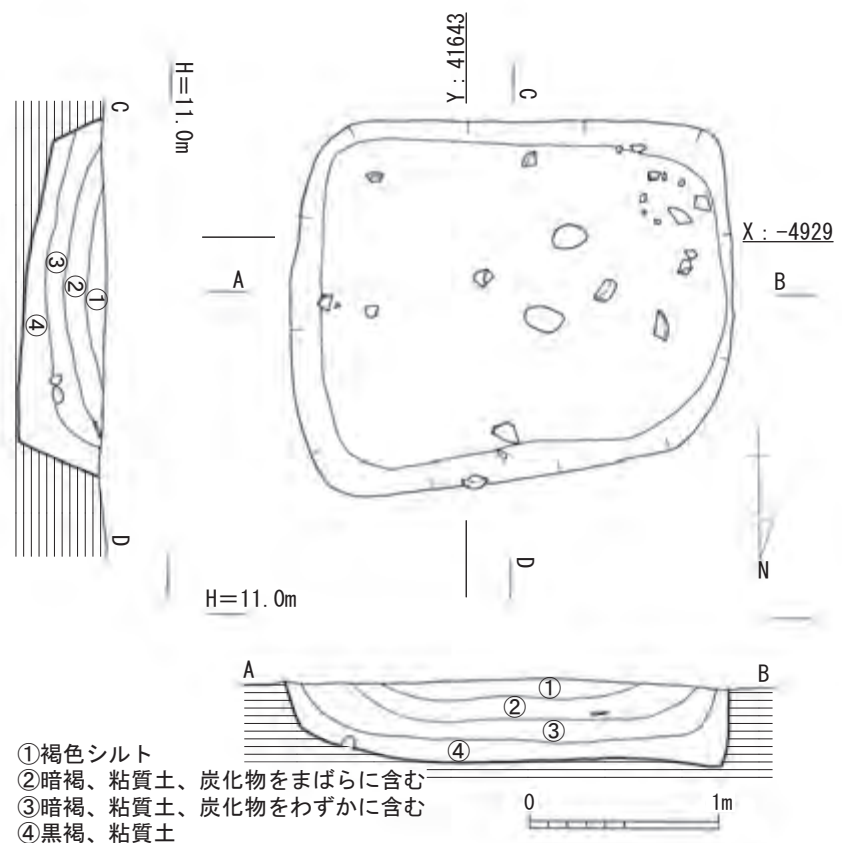 Y：41643
H＝11.0m
C
C
X：-4929
A
B
③
②
①
④
D
D
N
H＝11.0m
A
B
①
②
③
④
0
1m
①褐色シルト
②暗褐、粘質土、炭化物をまばらに含む
③暗褐、粘質土、炭化物をわずかに含む
④黒褐、粘質土